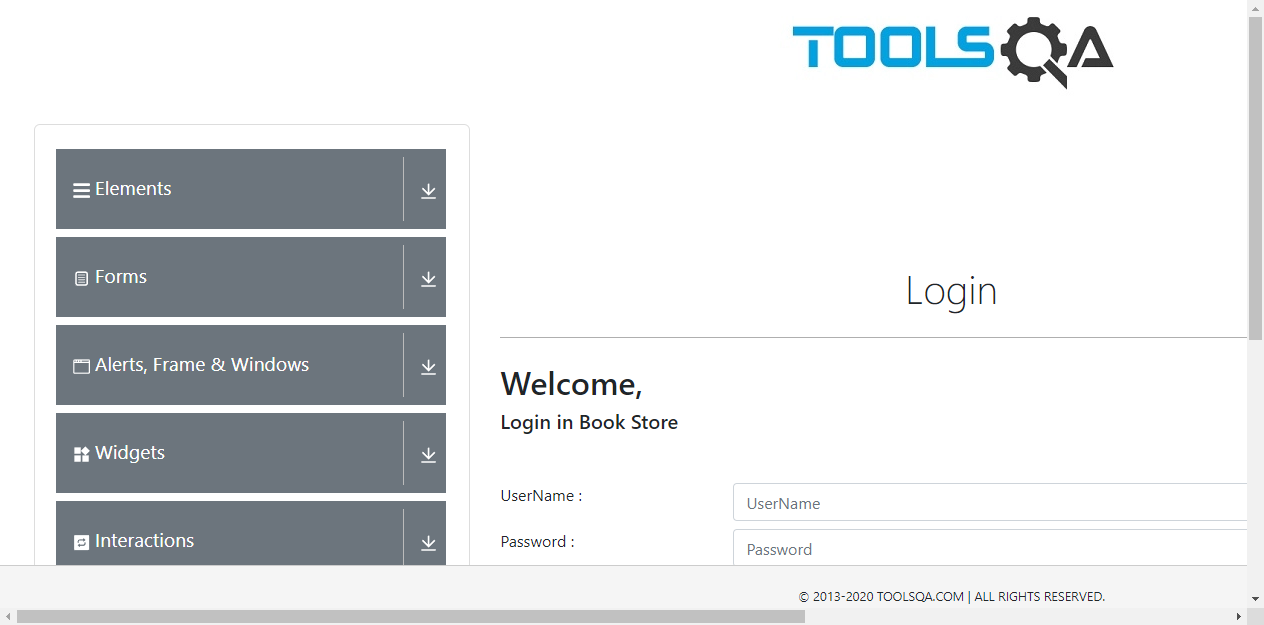 TOOLSQA
Elements
Forms
Alerts, Frame & Windows
Widgets
Interactions
Login
Welcome,
Login in Book Store
UserName :
UserName
Password :
Password
© 2013-2020 TOOLSQA.COM | ALL RIGHTS RESERVED.